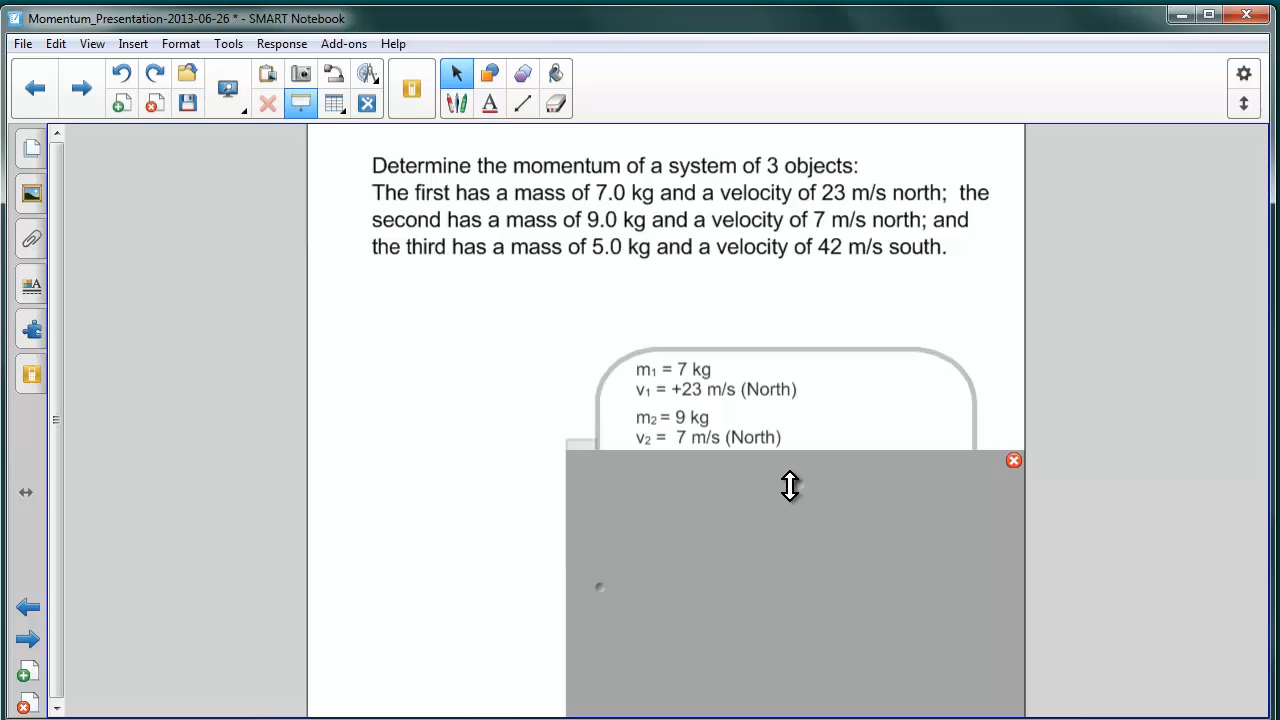 Momentum_Presentation-2013-06-26 * - SMART Notebook
File Edit View Insert Format Tools Response Add-ons Help
Determine the momentum of a system of 3 objects:
The first has a mass of 7.0 kg and a velocity of 23 m/s north; the
second has a mass of 9.0 kg and a velocity of 7 m/s north; and
the third has a mass of 5.0 kg and a velocity of 42 m/s south.
m₁ = 7 kg
v₁ = +23 m/s (North)
m₂ = 9 kg
v₂ = 7 m/s (North)